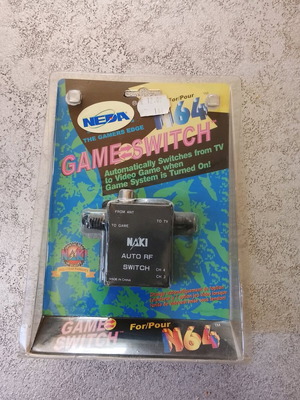 NEDA
THE GAMERS EDGE
For/Pour
N64
GAME SWITCH
Automatically Switches from TV
to Video Game when
Game System Is Turned On!
FROM ANT
TO GAME
TO TV
NAKI
AUTO RF
SWITCH
CH 4
CH 3
MADE IN CHINA
GAME
SWITCH
For/Pour
N64
TM